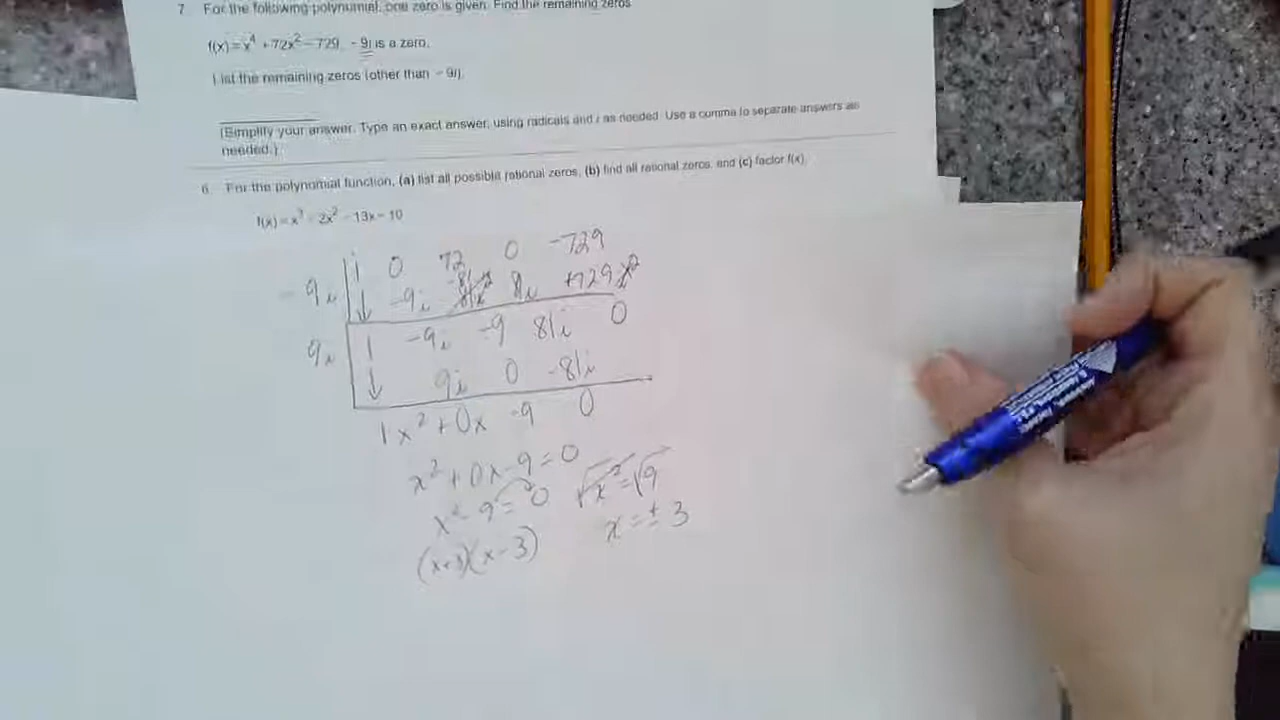 7. For the following polynomial, one zero is given. Find the remaining zeros.
f(x)=x⁴+72x²−729; −9i is a zero.
List the remaining zeros (other than −9i).
(Simplify your answer. Type an exact answer, using radicals and i as needed. Use a comma to separate answers as
needed.)
6. For the polynomial function, (a) list all possible rational zeros, (b) find all rational zeros, and (c) factor f(x).
f(x)=x³−2x²−13x−10
-9i 1 0 72 0 -729
↓ -9i -81 8i +729i²
9i 1 -9i -9 81i 0
↓ 9i 0 -81i
1x²+0x -9 0
x²+0x-9=0
x²-9=0 √x²=√9
(x+3)(x-3) x=±3